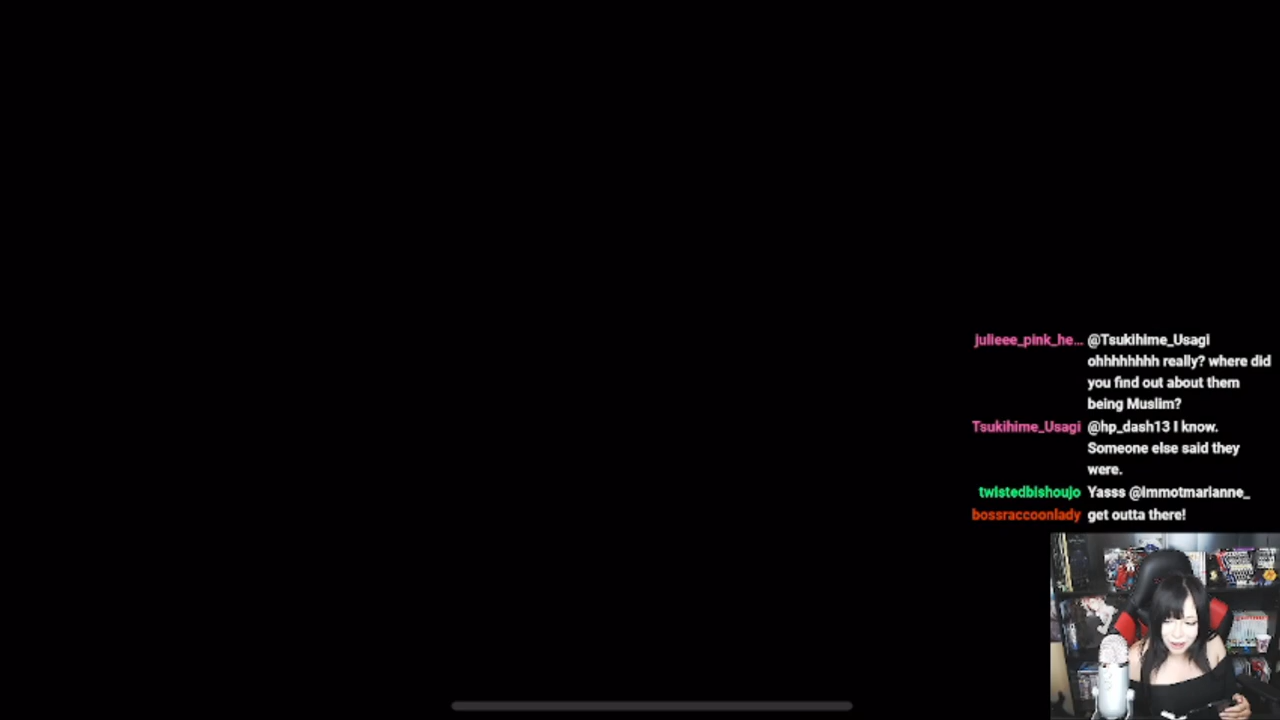 julieee_pink_he... @Tsukihime_Usagi
ohhhhhhhh really? where did
you find out about them
being Muslim?
Tsukihime_Usagi @hp_dash13 I know.
Someone else said they
were.
twistedbishoujo Yasss @immotmarianne_
bossraccoonlady get outta there!